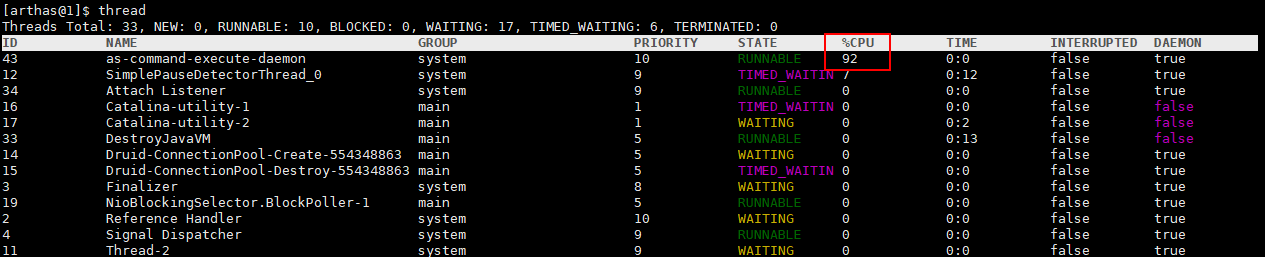 [arthas@1]$ thread
Threads Total: 33, NEW: 0, RUNNABLE: 10, BLOCKED: 0, WAITING: 17, TIMED_WAITING: 6, TERMINATED: 0
ID NAME GROUP PRIORITY STATE %CPU TIME INTERRUPTED DAEMON
43 as-command-execute-daemon system 10 RUNNABLE 92 0:0 false true
12 SimplePauseDetectorThread_0 system 9 TIMED_WAITIN 7 0:12 false true
34 Attach Listener system 9 RUNNABLE 0 0:0 false true
16 Catalina-utility-1 main 1 TIMED_WAITIN 0 0:0 false false
17 Catalina-utility-2 main 1 WAITING 0 0:2 false false
33 DestroyJavaVM main 5 RUNNABLE 0 0:13 false false
14 Druid-ConnectionPool-Create-554348863 main 5 WAITING 0 0:0 false true
15 Druid-ConnectionPool-Destroy-554348863 main 5 TIMED_WAITIN 0 0:0 false true
3 Finalizer system 8 WAITING 0 0:0 false true
19 NioBlockingSelector.BlockPoller-1 main 5 RUNNABLE 0 0:0 false true
2 Reference Handler system 10 WAITING 0 0:0 false true
4 Signal Dispatcher system 9 RUNNABLE 0 0:0 false true
11 Thread-2 system 9 WAITING 0 0:0 false true